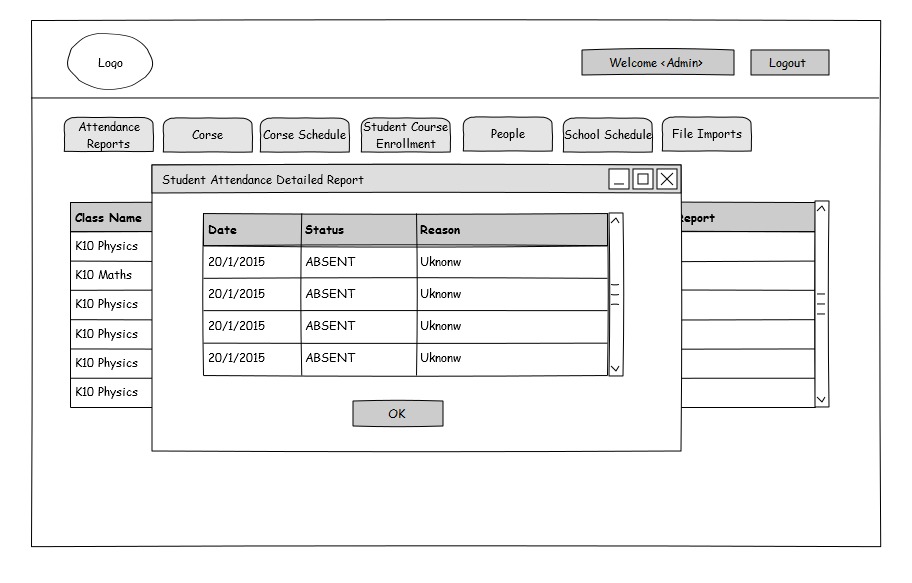 Logo
Welcome <Admin>
Logout
Attendance
Reports
Corse
Corse Schedule
Student Course
Enrollment
People
School Schedule
File Imports
Student Attendance Detailed Report
Class Name
Report
K10 Physics
K10 Maths
K10 Physics
K10 Physics
K10 Physics
K10 Physics
Date Status Reason
20/1/2015 ABSENT Uknonw
20/1/2015 ABSENT Uknonw
20/1/2015 ABSENT Uknonw
20/1/2015 ABSENT Uknonw
OK